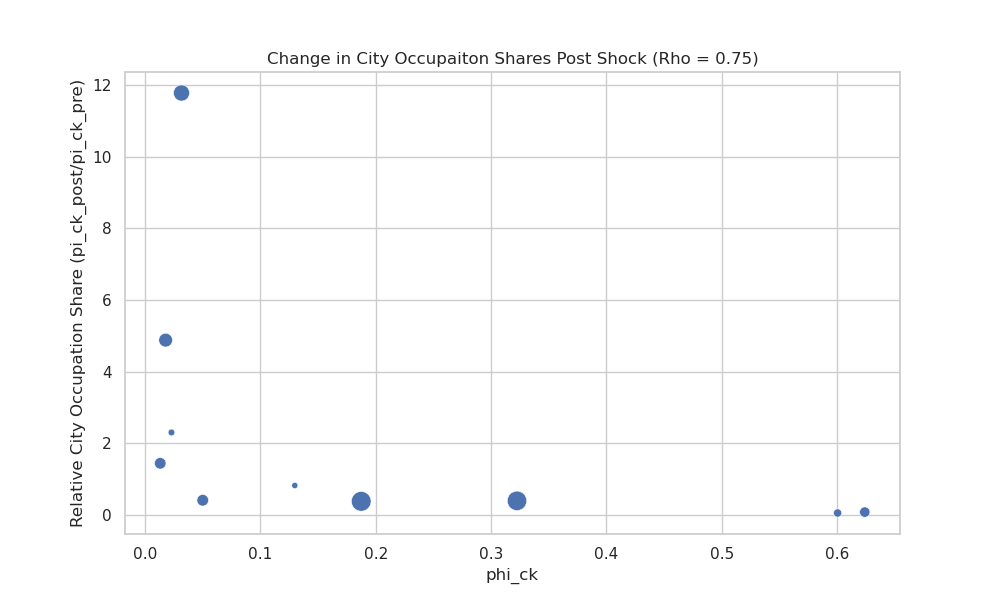 Change in City Occupaiton Shares Post Shock (Rho = 0.75)
Relative City Occupation Share (pi_ck_post/pi_ck_pre)
12
10
8
6
4
2
0
0.0 0.1 0.2 0.3 0.4 0.5 0.6
phi_ck